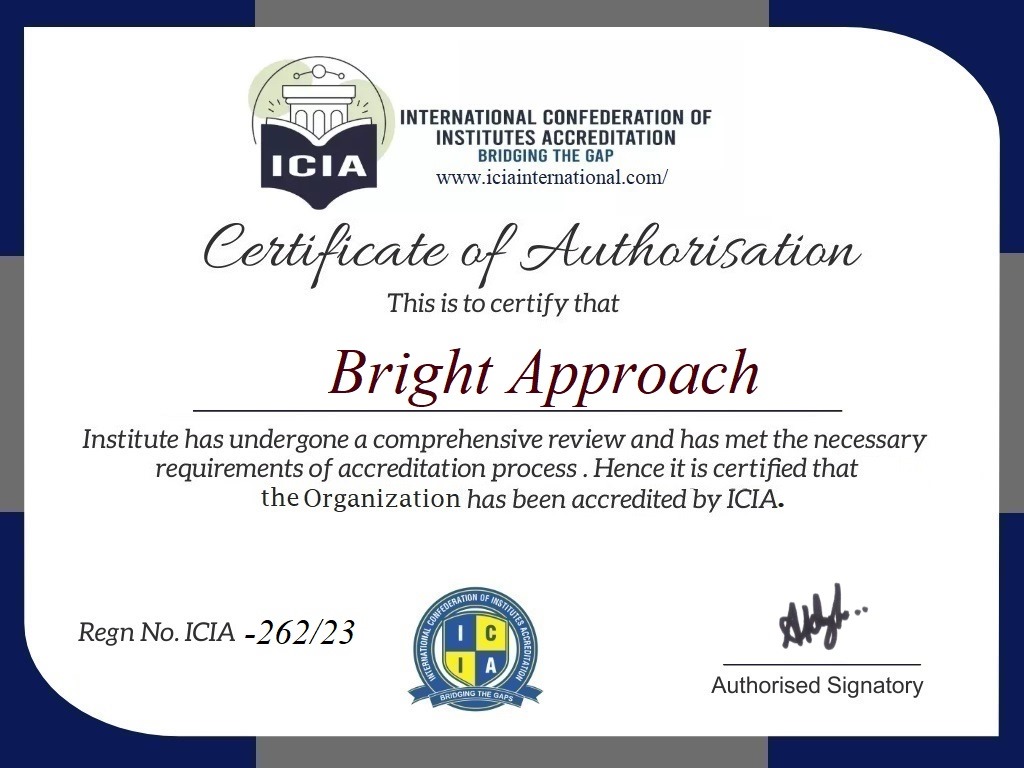 ICIA
INTERNATIONAL CONFEDERATION OF
INSTITUTES ACCREDITATION
BRIDGING THE GAP
www.iciainternational.com/
Certificate of Authorisation
This is to certify that
Bright Approach
Institute has undergone a comprehensive review and has met the necessary
requirements of accreditation process . Hence it is certified that
the Organization has been accredited by ICIA.
Regn No. ICIA -262/23
INTERNATIONAL CONFEDERATION OF INSTITUTES ACCREDITATION
I C
I A
BRIDGING THE GAPS
Authorised Signatory